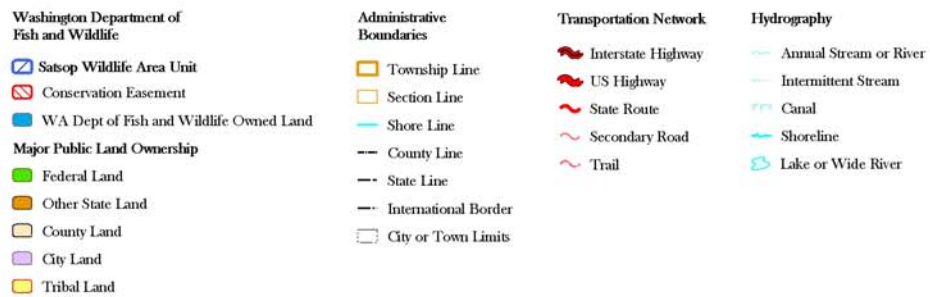 Washington Department of
Fish and Wildlife
Satsop Wildlife Area Unit
Conservation Easement
WA Dept of Fish and Wildlife Owned Land
Major Public Land Ownership
Federal Land
Other State Land
County Land
City Land
Tribal Land
Administrative
Boundaries
Township Line
Section Line
Shore Line
County Line
State Line
International Border
City or Town Limits
Transportation Network
Interstate Highway
US Highway
State Route
Secondary Road
Trail
Hydrography
Annual Stream or River
Intermittent Stream
Canal
Shoreline
Lake or Wide River